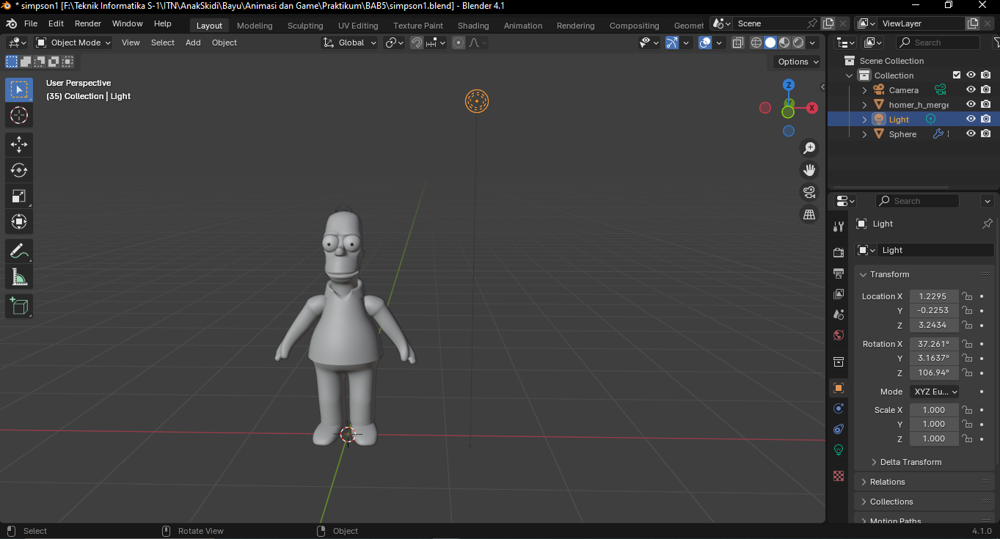 * simpson1 [F:\Teknik Informatika S-1\ITN\AnakSkidi\Bayu\Animasi dan Game\Praktikum\BAB5\simpson1.blend] - Blender 4.1
File Edit Render Window Help Layout Modeling Sculpting UV Editing Texture Paint Shading Animation Rendering Compositing Geomet Scene ViewLayer
Object Mode View Select Add Object Global Search
Options
User Perspective
(35) Collection | Light
Z
X
Scene Collection
Collection
Camera
homer_h_merge
Light
Sphere
Search
Light
Light
Transform
Location X 1.2295
Y -0.2253
Z 3.2434
Rotation X 37.261°
Y 3.1637°
Z 106.94°
Mode XYZ Eu...
Scale X 1.000
Y 1.000
Z 1.000
Delta Transform
Relations
Collections
Motion Paths
Select Rotate View Object 4.1.0